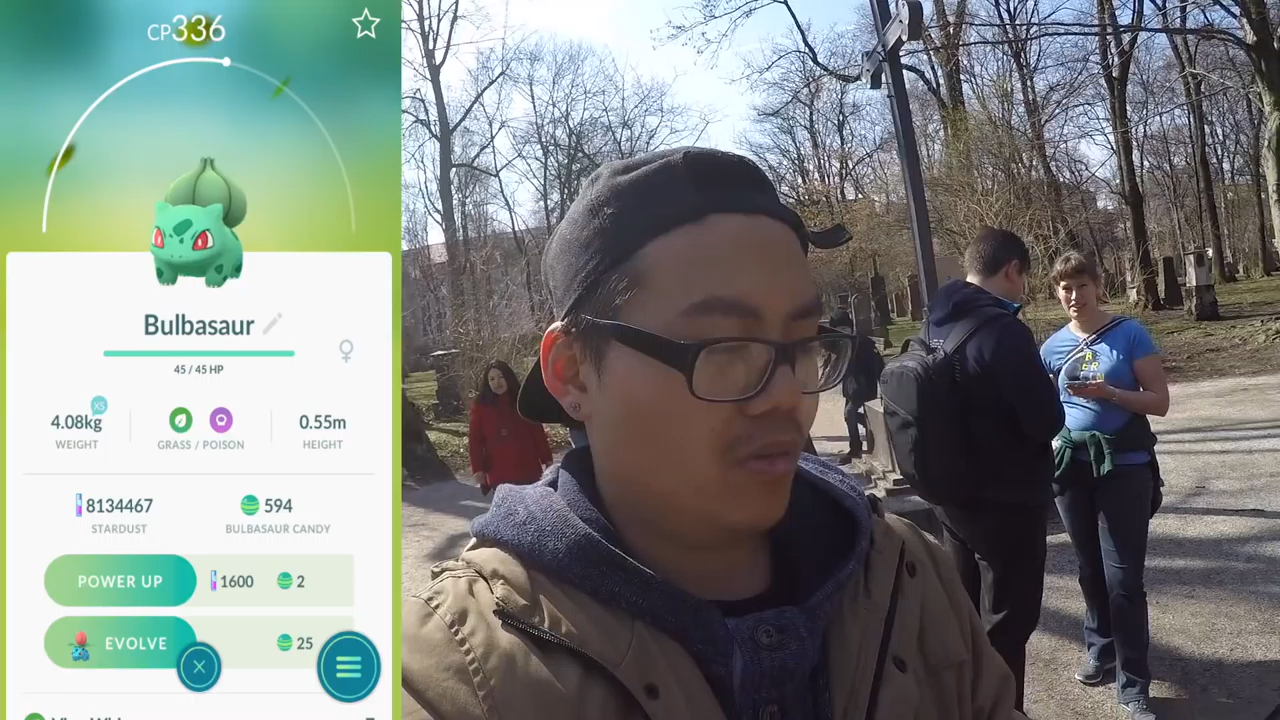 CP336
Bulbasaur
45 / 45 HP
XS
4.08kg
WEIGHT
GRASS / POISON
0.55m
HEIGHT
8134467
STARDUST
594
BULBASAUR CANDY
POWER UP 1600 2
EVOLVE 25